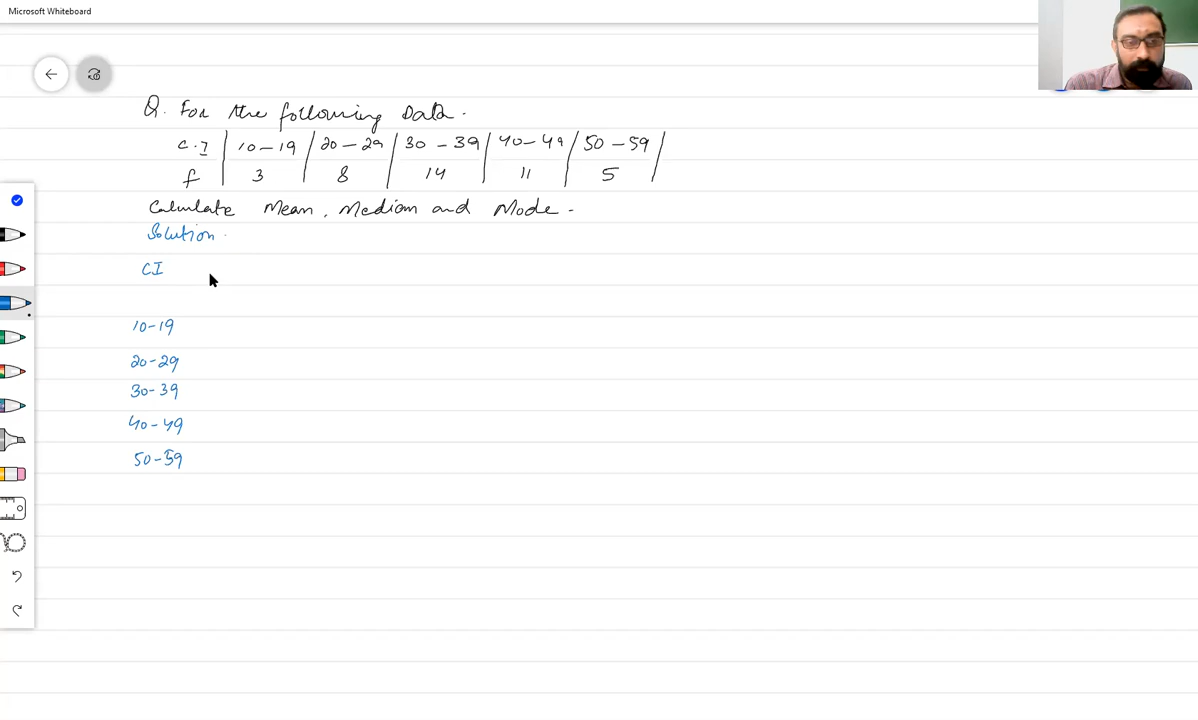 Microsoft Whiteboard
Q. For the following Data.
C.I 10-19 20-29 30-39 40-49 50-59
f 3 8 14 11 5
Calculate Mean, Median and Mode.
Solution.
CI
10-19
20-29
30-39
40-49
50-59